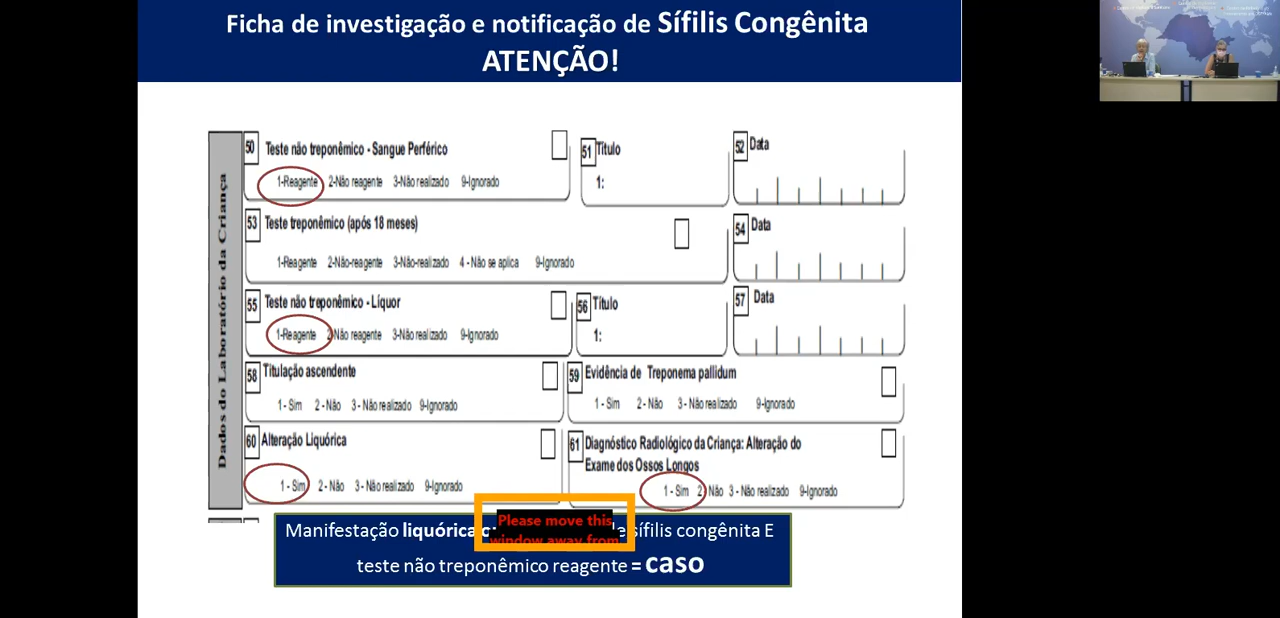 Ficha de investigação e notificação de Sífilis Congênita
ATENÇÃO!
Dados do Laboratório da Criança
50 Teste não treponêmico - Sangue Perférico
1-Reagente 2-Não reagente 3-Não realizado 9-Ignorado
51 Título
1:
52 Data
53 Teste treponêmico (após 18 meses)
1-Reagente 2-Não-reagente 3-Não-realizado 4 - Não se aplica 9-Ignorado
54 Data
55 Teste não treponêmico - Líquor
1-Reagente 2-Não reagente 3-Não realizado 9-Ignorado
56 Título
1:
57 Data
58 Titulação ascendente
1 - Sim 2 - Não 3 - Não realizado 9-Ignorado
59 Evidência de Treponema pallidum
1 - Sim 2 - Não 3 - Não realizado 9-Ignorado
60 Alteração Liquórica
1 - Sim 2 - Não 3 - Não realizado 9-Ignorado
61 Diagnóstico Radiológico da Criança: Alteração do
Exame dos Ossos Longos
1 - Sim 2 Não 3 - Não realizado 9-Ignorado
Please move this
window away from
Manifestação liquórica sífilis congênita E
teste não treponêmico reagente = caso